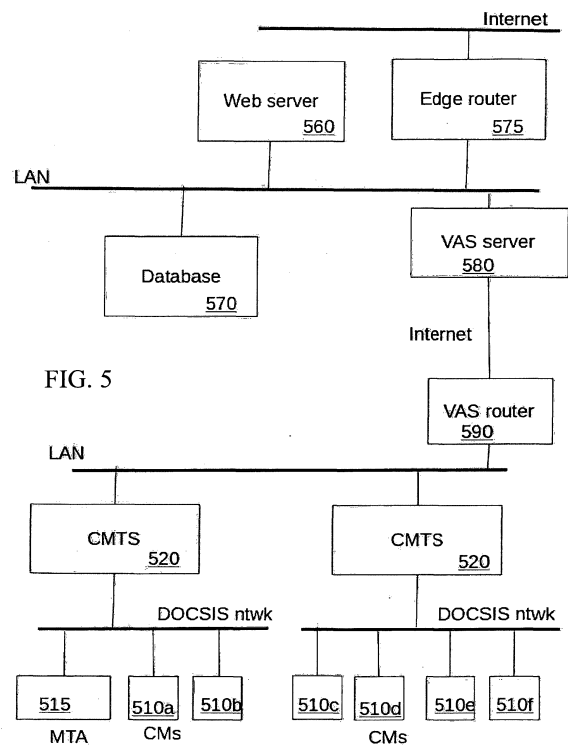 Internet
Web server
560
Edge router
575
LAN
VAS server
580
Database
570
Internet
FIG. 5
VAS router
590
LAN
CMTS
520
CMTS
520
DOCSIS ntwk
DOCSIS ntwk
515
510a
510b
510c
510d
510e
510f
MTA
CMs
CMs